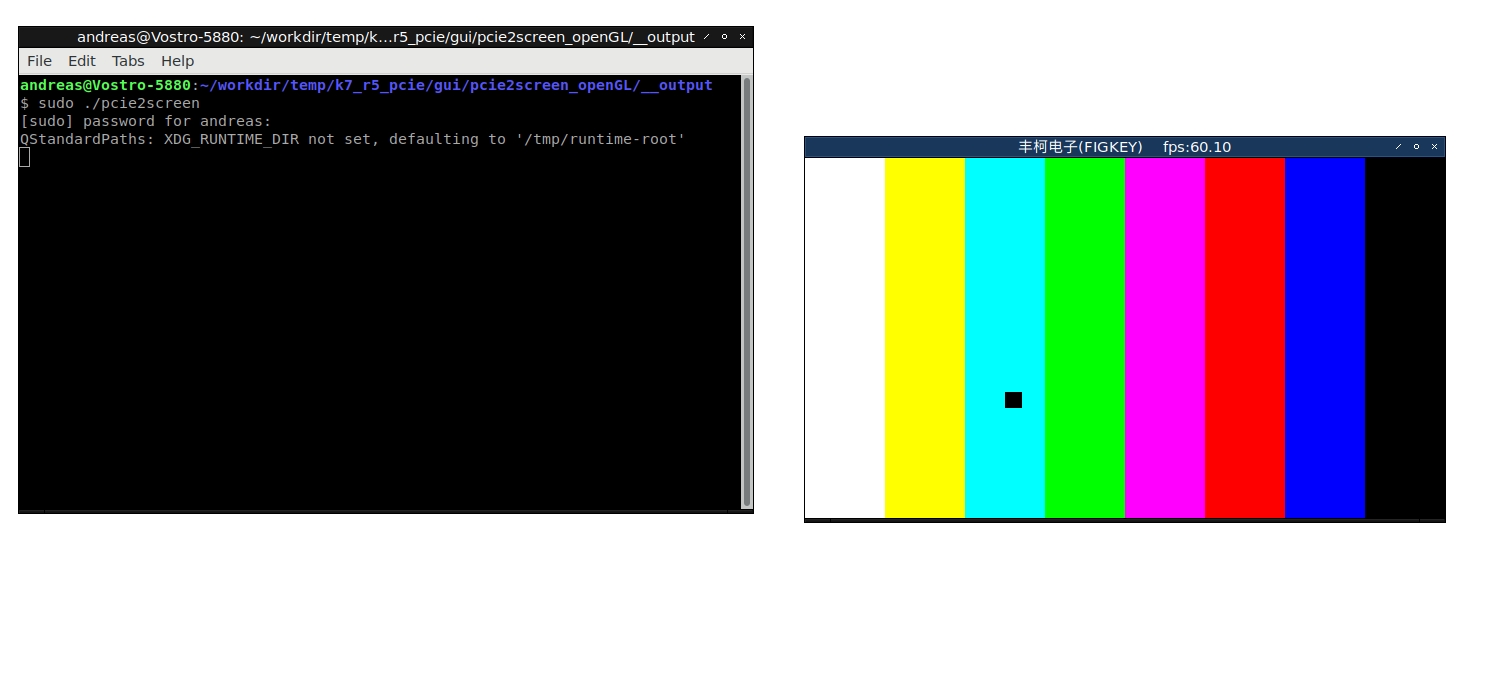 andreas@Vostro-5880: ~/workdir/temp/k...r5_pcie/gui/pcie2screen_openGL/__output
File Edit Tabs Help
andreas@Vostro-5880:~/workdir/temp/k7_r5_pcie/gui/pcie2screen_openGL/__output
$ sudo ./pcie2screen
[sudo] password for andreas:
QStandardPaths: XDG_RUNTIME_DIR not set, defaulting to '/tmp/runtime-root'
丰柯电子(FIGKEY) fps:60.10